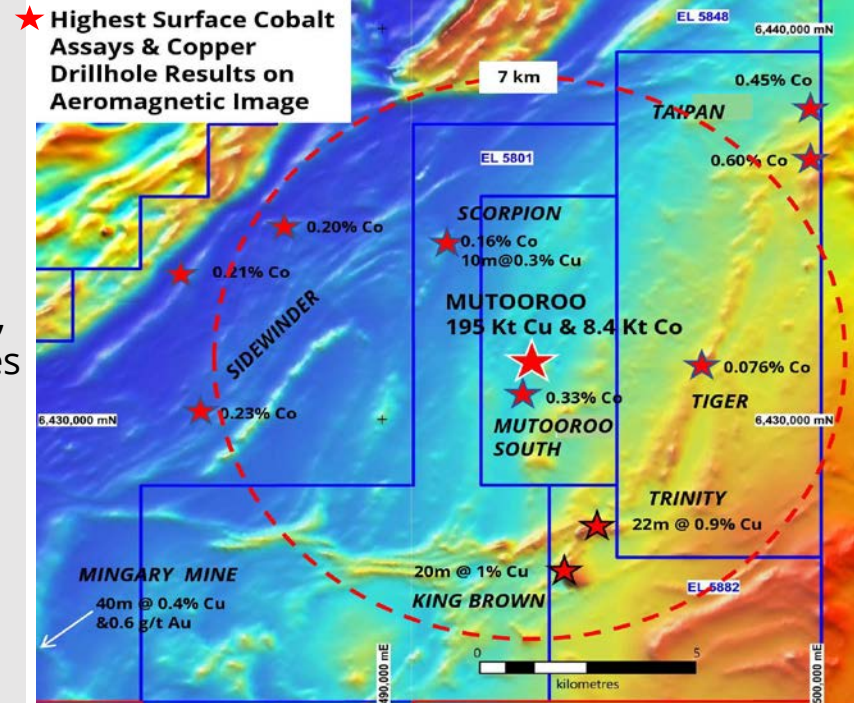 Highest Surface Cobalt
Assays & Copper
Drillhole Results on
Aeromagnetic Image
EL 5848
6,440,000 mN
7 km
0.45% Co
TAIPAN
0.60% Co
EL 5801
SCORPION
0.20% Co
0.16% Co
10m@0.3% Cu
0.21% Co
MUTOOROO
195 Kt Cu & 8.4 Kt Co
SIDEWINDER
es
0.076% Co
0.33% Co
TIGER
0.23% Co
6,430,000 mN
6,430,000 mN
MUTOOROO
SOUTH
TRINITY
22m @ 0.9% Cu
MINGARY MINE
20m @ 1% Cu
EL 5882
40m @ 0.4% Cu
&0.6 g/t Au
KING BROWN
490,000 mE
500,000 mE
0
5
kilometres